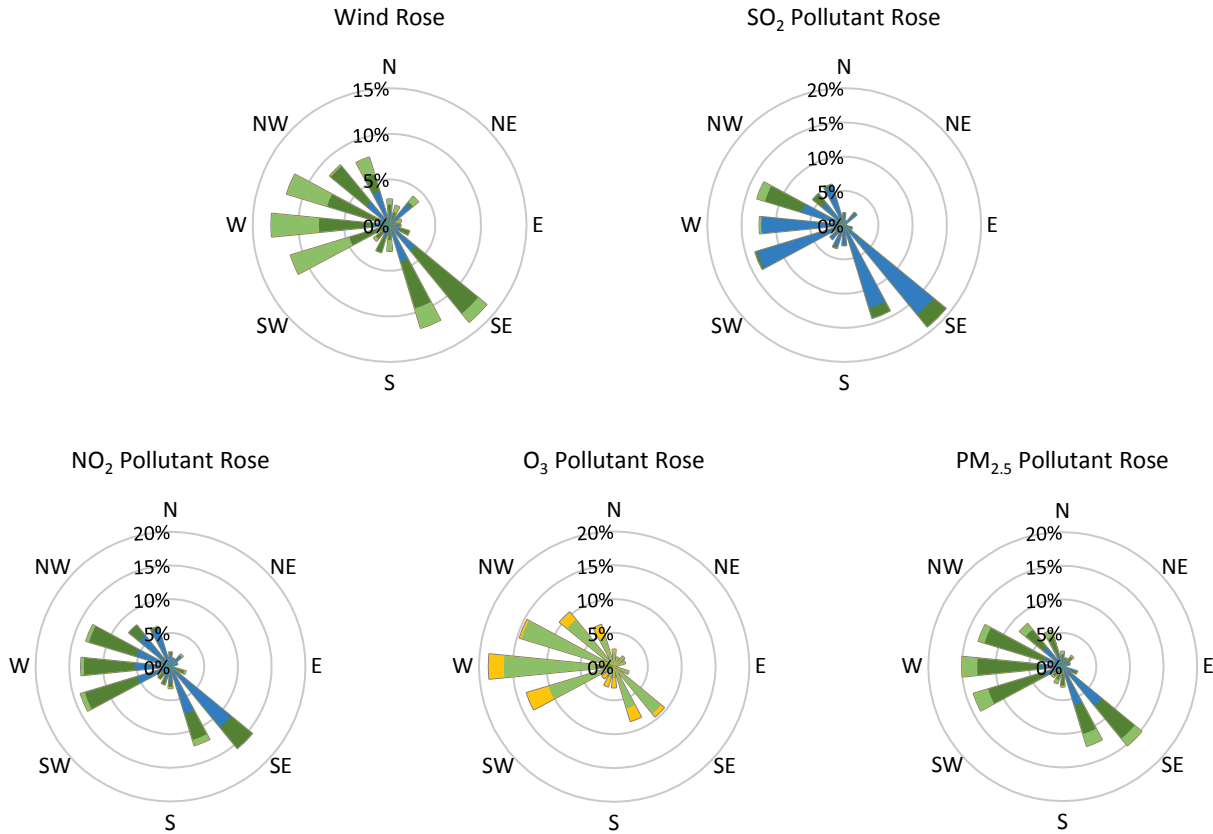 Wind Rose
N
15%
10%
5%
0%
NW
NE
W
E
SW
SE
S
SO₂ Pollutant Rose
N
20%
15%
10%
5%
0%
NW
NE
W
E
SW
SE
S
NO₂ Pollutant Rose
N
20%
15%
10%
5%
0%
NW
NE
W
E
SW
SE
S
O₃ Pollutant Rose
N
20%
15%
10%
5%
0%
NW
NE
W
E
SW
SE
S
PM₂.₅ Pollutant Rose
N
20%
15%
10%
5%
0%
NW
NE
W
E
SW
SE
S